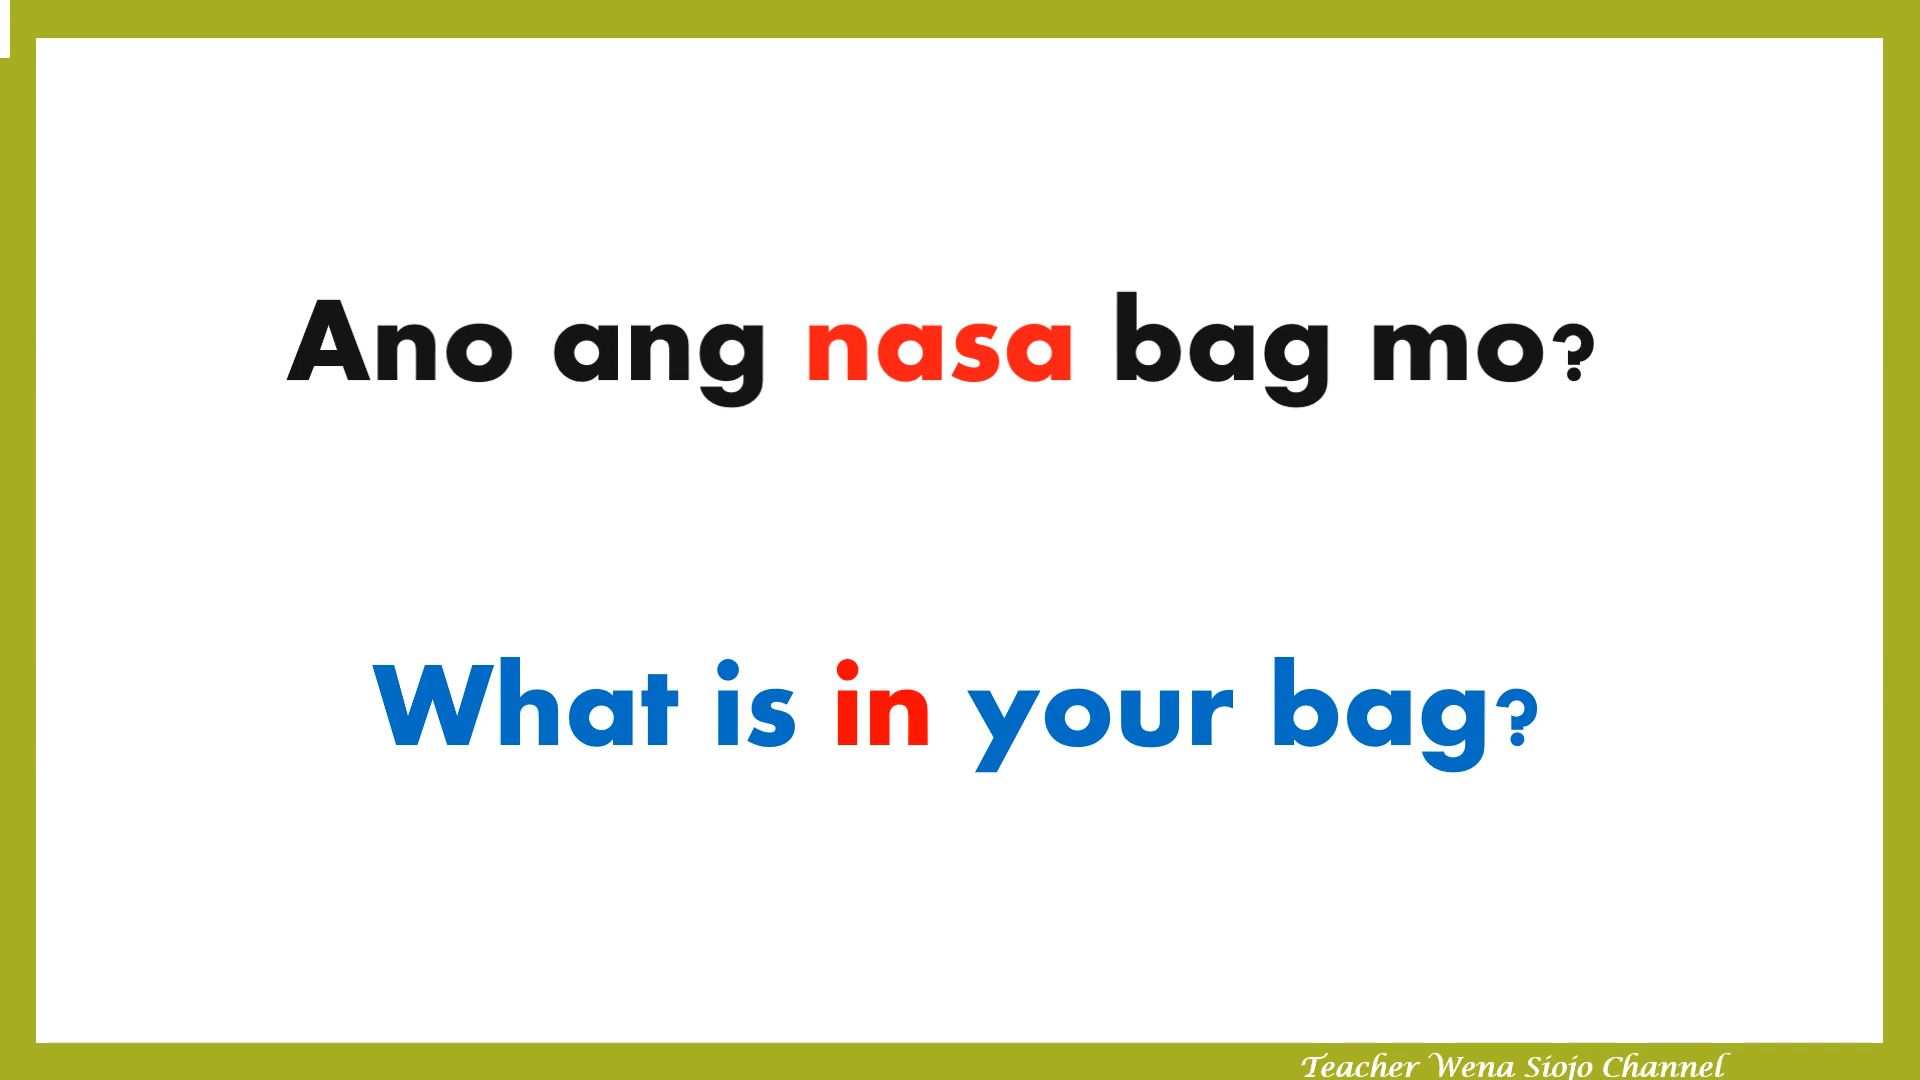 Ano ang nasa bag mo?
What is in your bag?
Teacher Wena Siojo Channel